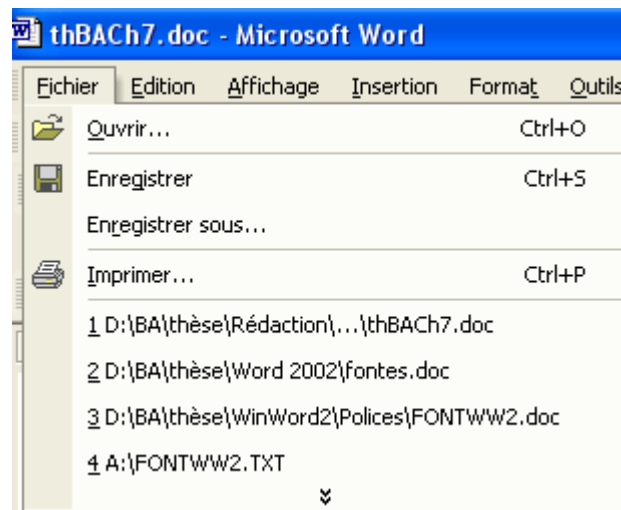 thBACh7.doc - Microsoft Word
Fichier Edition Affichage Insertion Format Outils
Ouvrir... Ctrl+O
Enregistrer Ctrl+S
Enregistrer sous...
Imprimer... Ctrl+P
1 D:\BA\thèse\Rédaction\...\thBACh7.doc
2 D:\BA\thèse\Word 2002\fontes.doc
3 D:\BA\thèse\WinWord2\Polices\FONTWW2.doc
4 A:\FONTWW2.TXT